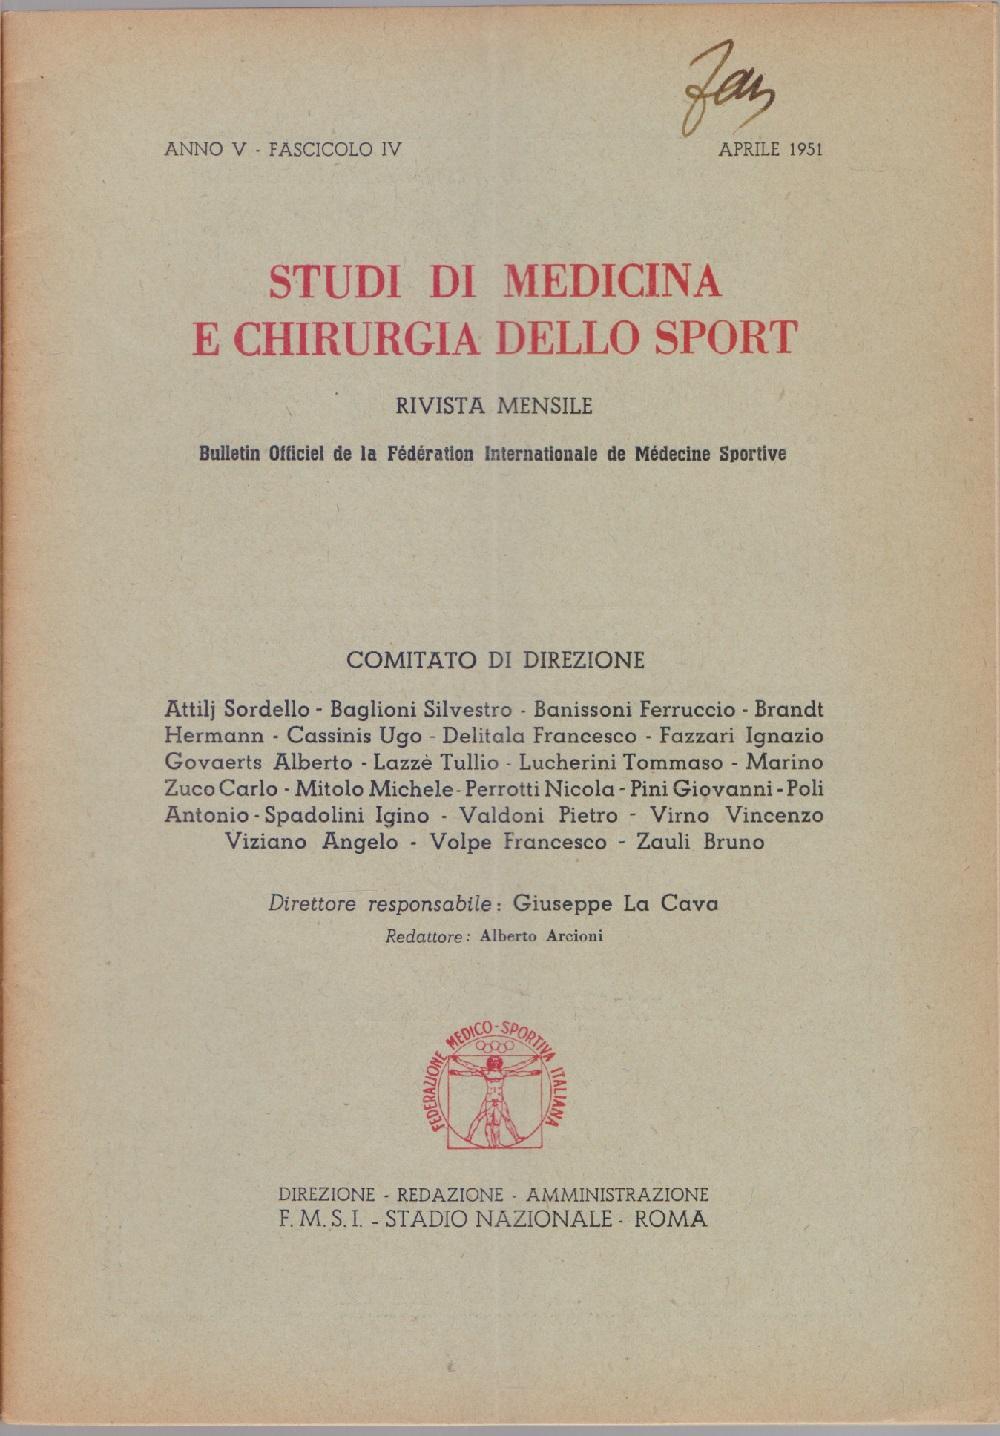 ANNO V - FASCICOLO IV
APRILE 1951
STUDI DI MEDICINA
E CHIRURGIA DELLO SPORT
RIVISTA MENSILE
Bulletin Officiel de la Fédération Internationale de Médecine Sportive
COMITATO DI DIREZIONE
Attilj Sordello - Baglioni Silvestro - Banissoni Ferruccio - Brandt
Hermann - Cassinis Ugo - Delitala Francesco - Fazzari Ignazio
Govaerts Alberto - Lazzè Tullio - Lucherini Tommaso - Marino
Zuco Carlo - Mitolo Michele - Perrotti Nicola - Pini Giovanni - Poli
Antonio - Spadolini Igino - Valdoni Pietro - Virno Vincenzo
Viziano Angelo - Volpe Francesco - Zauli Bruno
Direttore responsabile: Giuseppe La Cava
Redattore: Alberto Arcioni
FEDERAZIONE MEDICO-SPORTIVA ITALIANA
DIREZIONE - REDAZIONE - AMMINISTRAZIONE
F. M. S. I. - STADIO NAZIONALE - ROMA